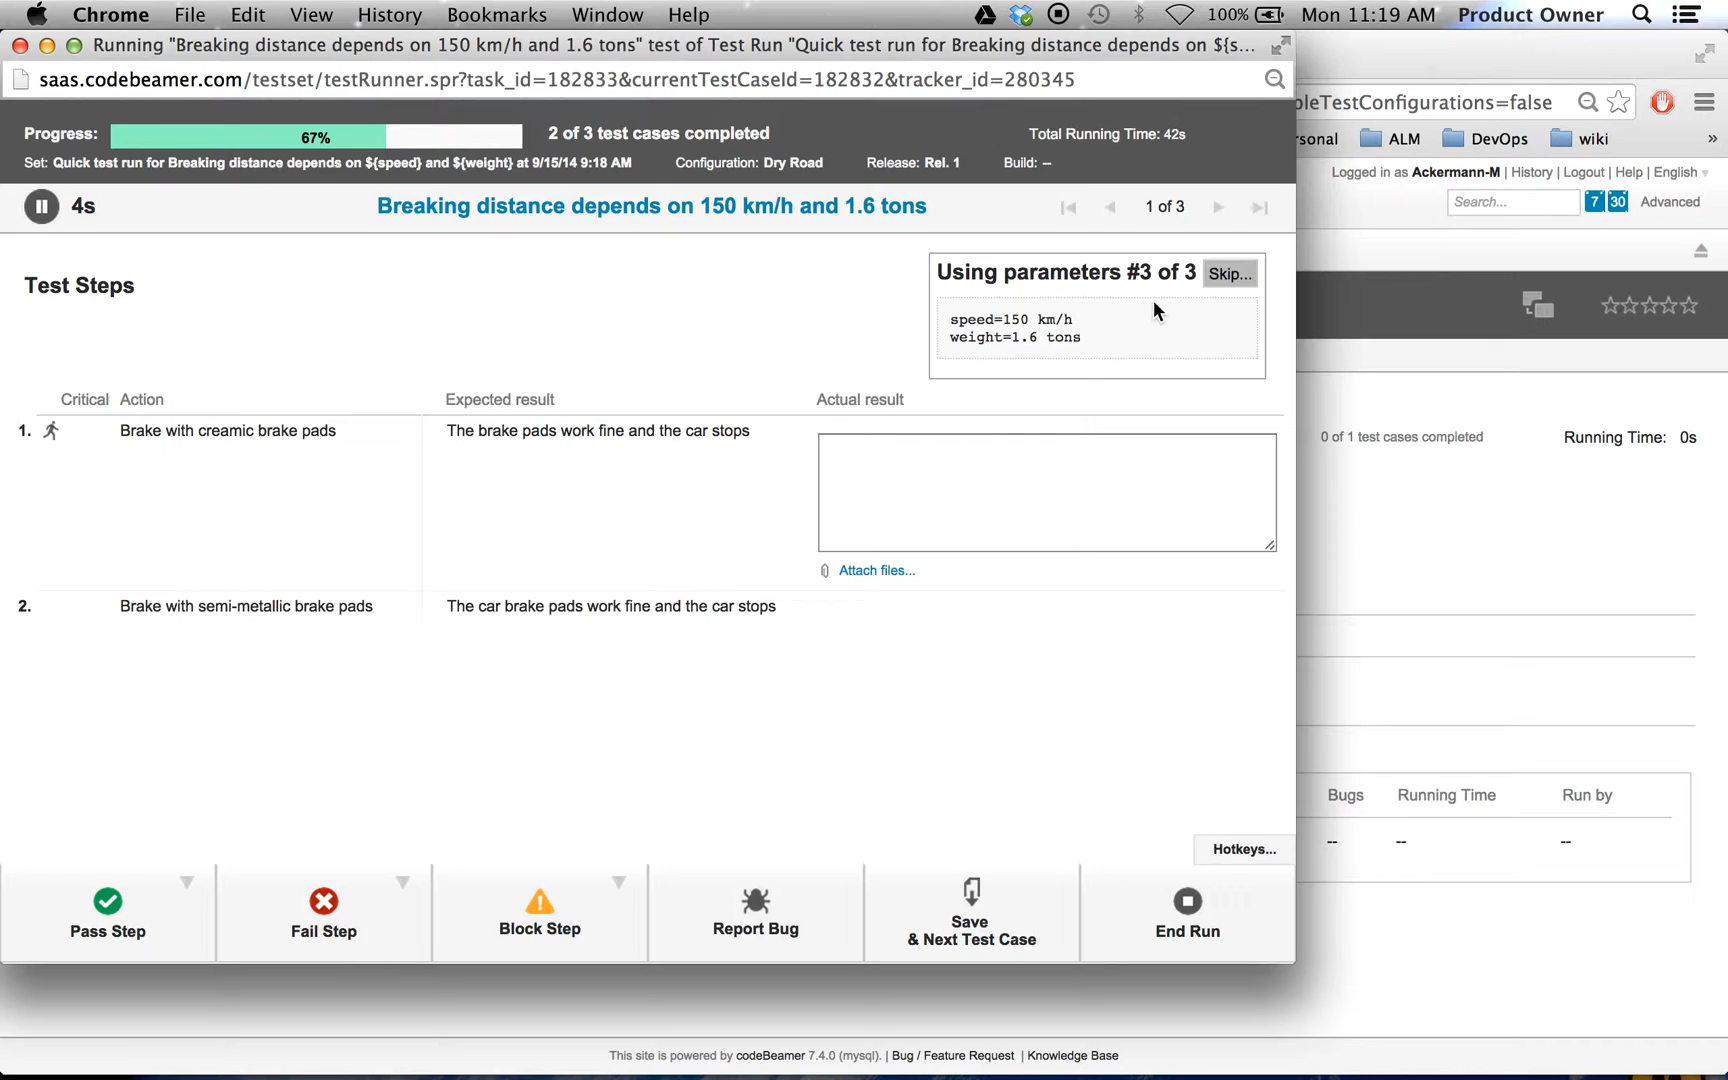 Chrome File Edit View History Bookmarks Window Help 100% Mon 11:19 AM Product Owner
Running "Breaking distance depends on 150 km/h and 1.6 tons" test of Test Run "Quick test run for Breaking distance depends on ${s...
saas.codebeamer.com/testset/testRunner.spr?task_id=182833&currentTestCaseId=182832&tracker_id=280345
bleTestConfigurations=false
Progress: 67% 2 of 3 test cases completed Total Running Time: 42s
rsonal ALM DevOps wiki »
Set: Quick test run for Breaking distance depends on ${speed} and ${weight} at 9/15/14 9:18 AM Configuration: Dry Road Release: Rel. 1 Build: --
Logged in as Ackermann-M | History | Logout | Help | English
4s Breaking distance depends on 150 km/h and 1.6 tons 1 of 3
Search... 7 30 Advanced
Test Steps
Using parameters #3 of 3 Skip...
speed=150 km/h
weight=1.6 tons
Critical Action Expected result Actual result
1. Brake with creamic brake pads The brake pads work fine and the car stops
0 of 1 test cases completed Running Time: 0s
Attach files...
2. Brake with semi-metallic brake pads The car brake pads work fine and the car stops
Bugs Running Time Run by
-- -- --
Hotkeys...
Pass Step Fail Step Block Step Report Bug Save
& Next Test Case End Run
This site is powered by codeBeamer 7.4.0 (mysql). | Bug / Feature Request | Knowledge Base